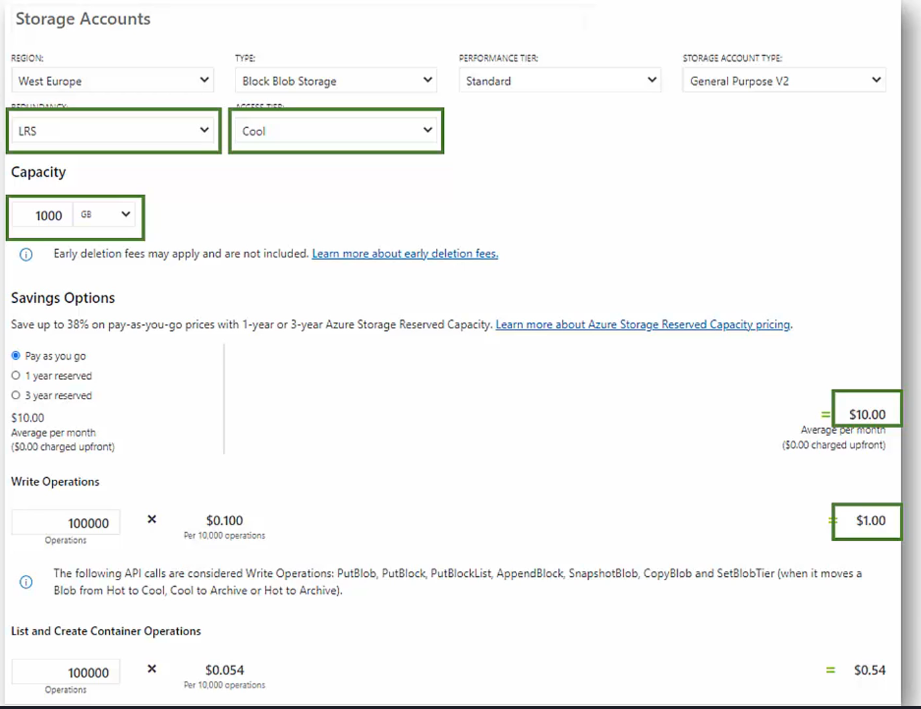 Storage Accounts
REGION: TYPE: PERFORMANCE TIER: STORAGE ACCOUNT TYPE:
West Europe Block Blob Storage Standard General Purpose V2
REDUNDANCY: ACCESS TIER:
LRS Cool
Capacity
1000 GB
Early deletion fees may apply and are not included. Learn more about early deletion fees.
Savings Options
Save up to 38% on pay-as-you-go prices with 1-year or 3-year Azure Storage Reserved Capacity. Learn more about Azure Storage Reserved Capacity pricing.
Pay as you go
1 year reserved
3 year reserved
$10.00
Average per month
($0.00 charged upfront)
= $10.00
Average per month
($0.00 charged upfront)
Write Operations
100000 × $0.100 = $1.00
Operations Per 10,000 operations
The following API calls are considered Write Operations: PutBlob, PutBlock, PutBlockList, AppendBlock, SnapshotBlob, CopyBlob and SetBlobTier (when it moves a
Blob from Hot to Cool, Cool to Archive or Hot to Archive).
List and Create Container Operations
100000 × $0.054 = $0.54
Operations Per 10,000 operations